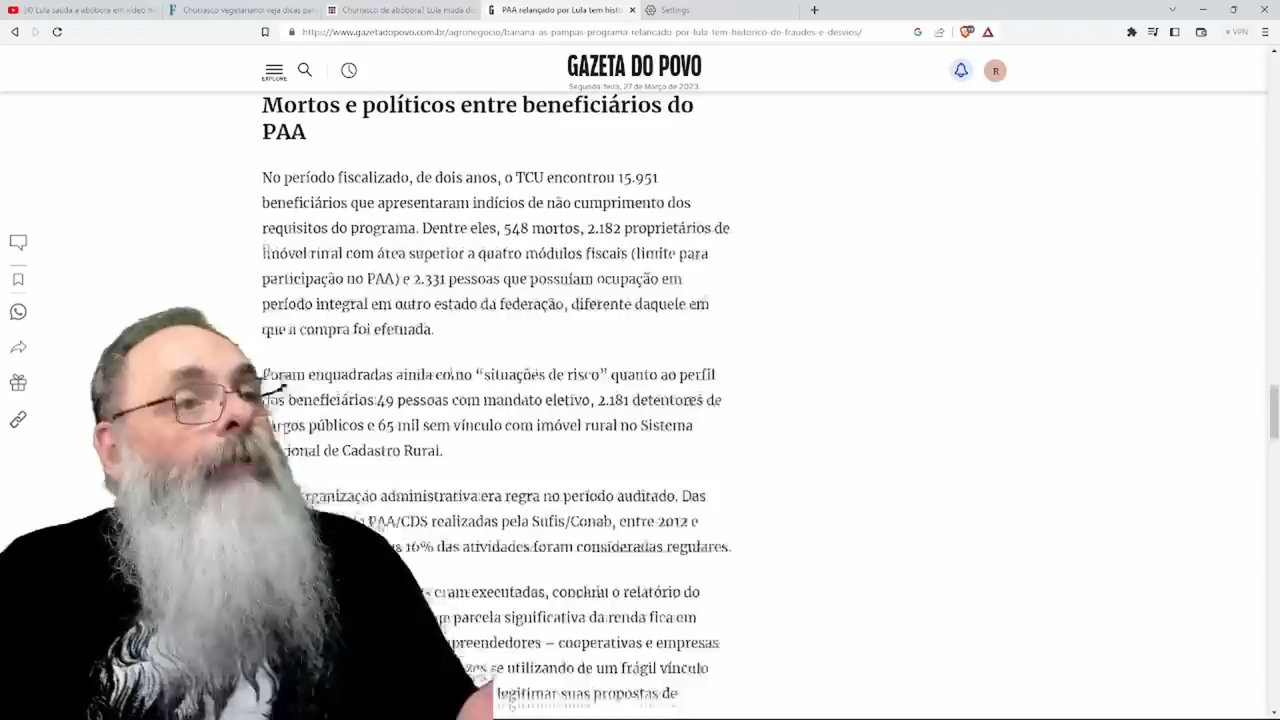 (4) Lula saúda a abóbora em vídeo h
Churrasco vegetariano: veja dicas par
Churrasco de abóbora? Lula muda d
PAA relançado por Lula tem histo
Settings
https://www.gazetadopovo.com.br/agronegocio/banana-as-pampas-programa-relancado-por-lula-tem-historico-de-fraudes-e-desvios/
VPN
EXPLORE
GAZETA DO POVO
R
Segunda-feira, 27 de Março de 2023.
Mortos e políticos entre beneficiários do
PAA
No período fiscalizado, de dois anos, o TCU encontrou 15.951
beneficiários que apresentaram indícios de não cumprimento dos
requisitos do programa. Dentre eles, 548 mortos, 2.182 proprietários de
imóvel rural com área superior a quatro módulos fiscais (limite para
participação no PAA) e 2.331 pessoas que possuíam ocupação em
período integral em outro estado da federação, diferente daquele em
que a compra foi efetuada.
Foram enquadradas ainda como “situações de risco” quanto ao perfil
dos beneficiários 49 pessoas com mandato eletivo, 2.181 detentores de
rgos públicos e 65 mil sem vínculo com imóvel rural no Sistema
ional de Cadastro Rural.
rganização administrativa era regra no período auditado. Das
PAA/CDS realizadas pela Sufis/Conab, entre 2012 e
16% das atividades foram consideradas regulares.
eram executadas, concluiu o relatório do
parcela significativa da renda fica em
preendedores – cooperativas e empresas
se utilizando de um frágil vínculo
legitimar suas propostas de